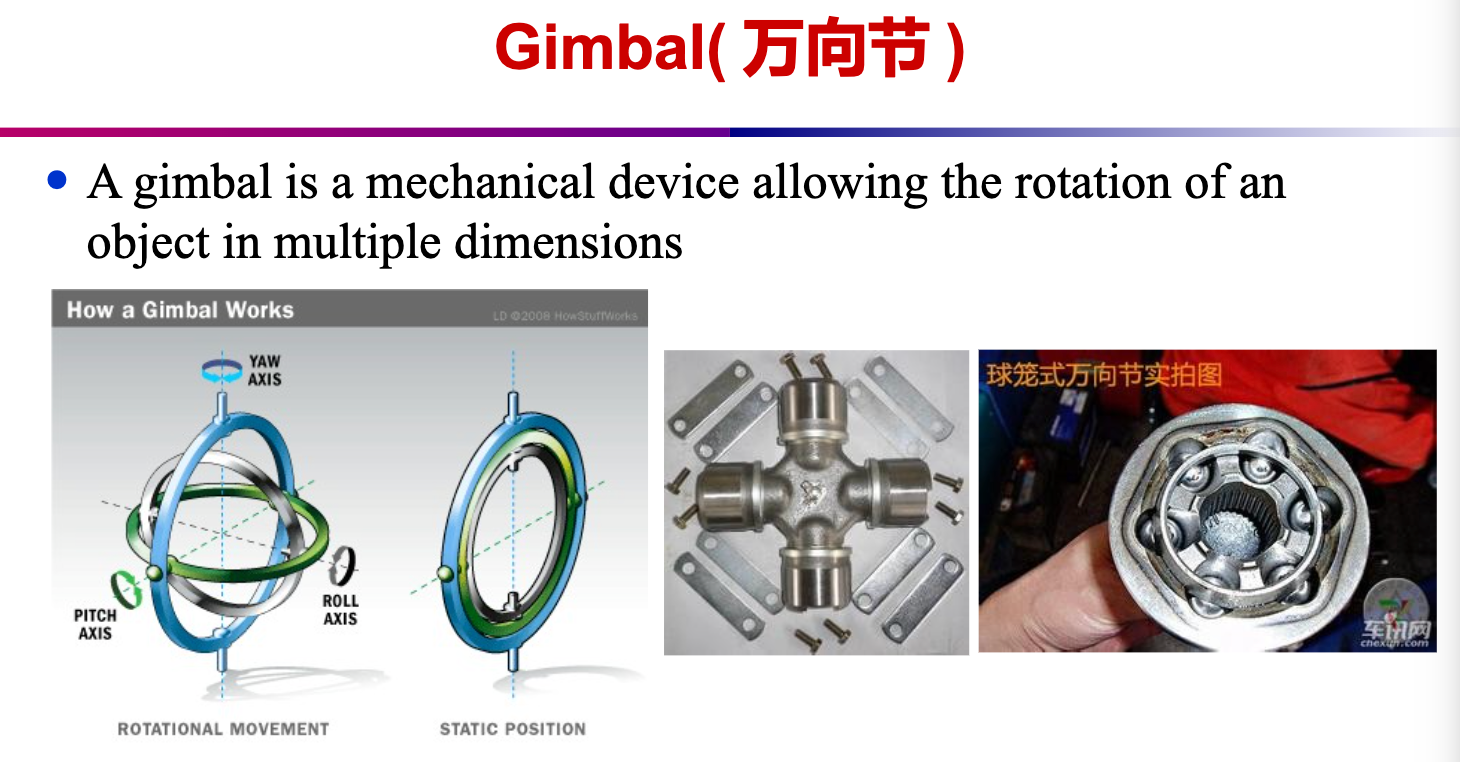 Gimbal( 万向节 )
• A gimbal is a mechanical device allowing the rotation of an
object in multiple dimensions
How a Gimbal Works
LD @2008 HowStuffWorks
YAW
AXIS
PITCH
AXIS
ROLL
AXIS
ROTATIONAL MOVEMENT
STATIC POSITION
球笼式万向节实拍图
车讯网
chexun.com